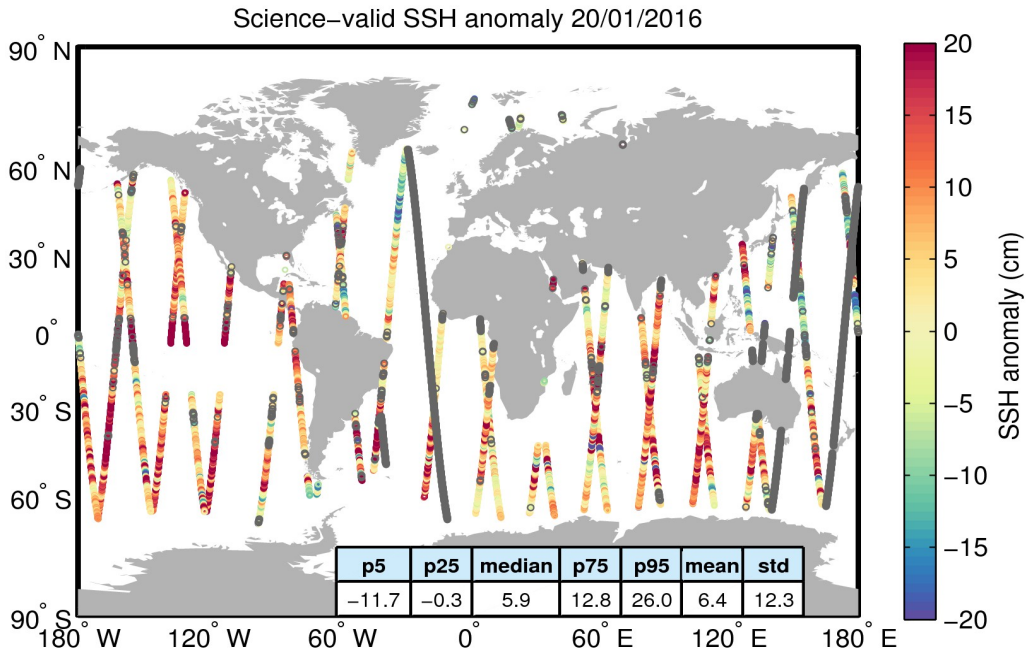 Science−valid SSH anomaly 20/01/2016
90° N
60° N
30° N
0°
30° S
60° S
90° S
180° W 120° W 60° W 0° 60° E 120° E 180° E
p5 p25 median p75 p95 mean std
−11.7 −0.3 5.9 12.8 26.0 6.4 12.3
20
15
10
5
0
−5
−10
−15
−20
SSH anomaly (cm)